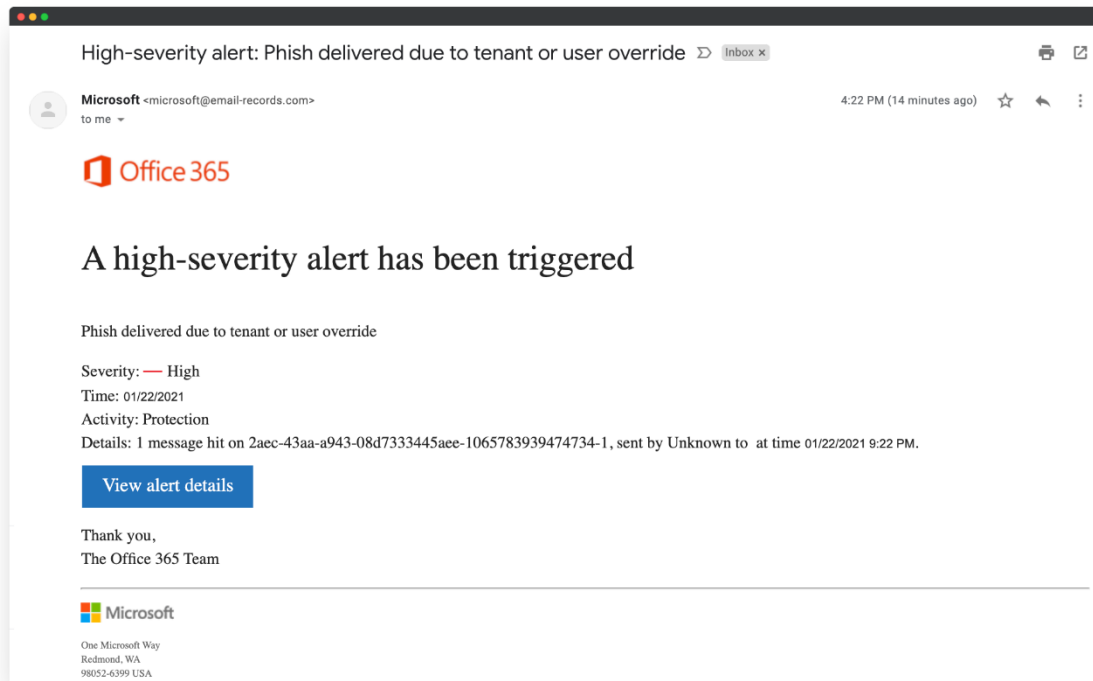 High-severity alert: Phish delivered due to tenant or user override Inbox ×
Microsoft <microsoft@email-records.com> 4:22 PM (14 minutes ago)
to me
Office 365
A high-severity alert has been triggered
Phish delivered due to tenant or user override
Severity: — High
Time: 01/22/2021
Activity: Protection
Details: 1 message hit on 2aec-43aa-a943-08d7333445aee-1065783939474734-1, sent by Unknown to  at time 01/22/2021 9:22 PM.
View alert details
Thank you,
The Office 365 Team
Microsoft
One Microsoft Way
Redmond, WA
98052-6399 USA